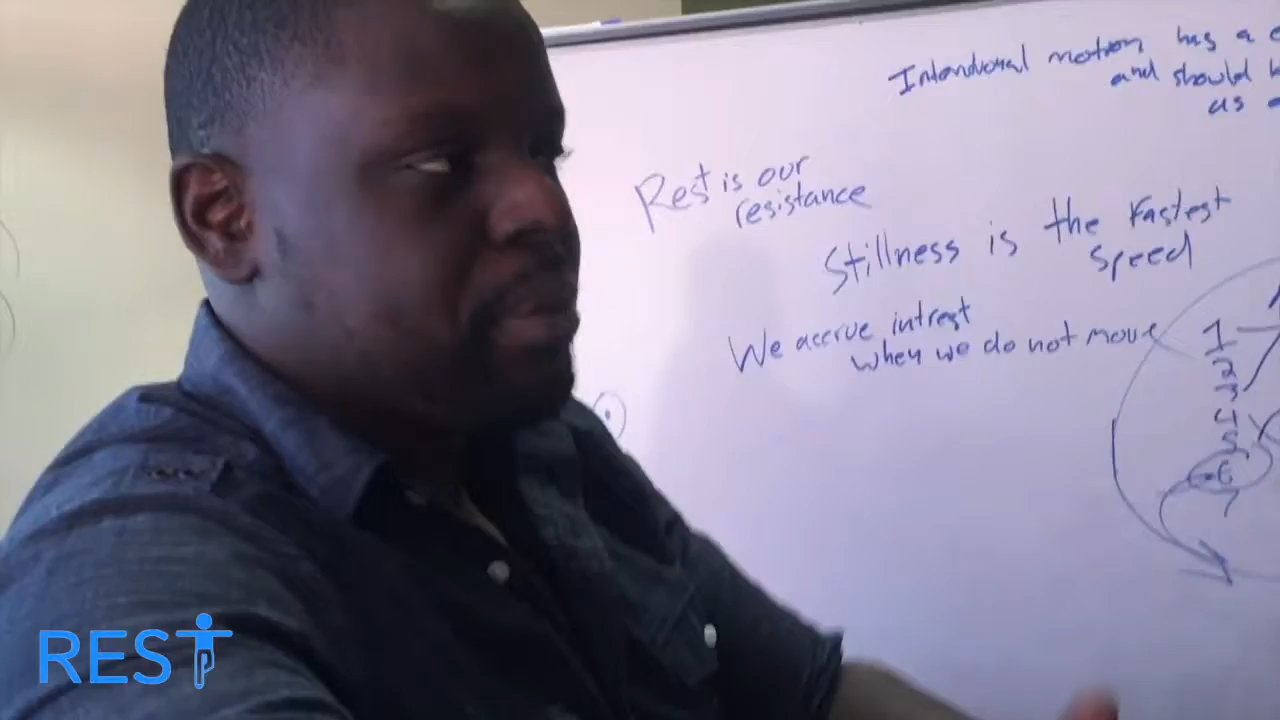 Intentional motion has a
and should
as a
Rest is our
resistance
Stillness is the Fastest
Speed
We accrue intrest
when we do not move
1
2
3
4
5
6
7
REST